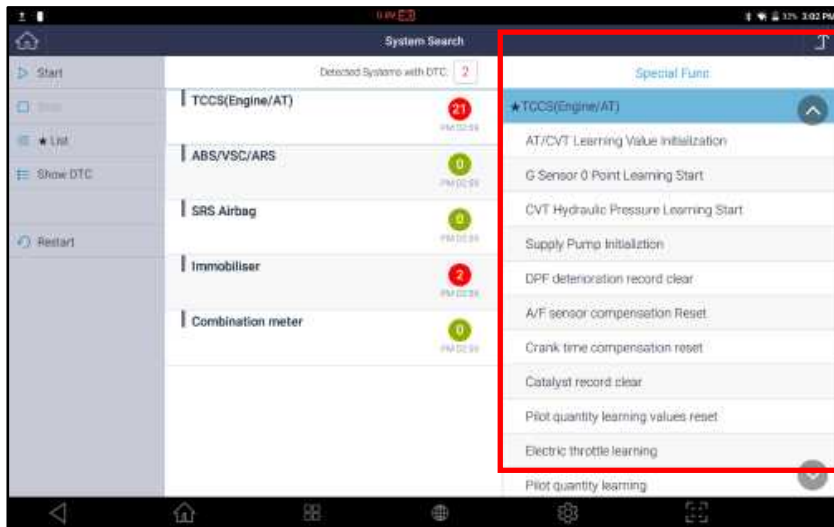 32% 3:02 PM
System Search
Start
★ List
Show DTC
Restart
Detected Systems with DTC: 2
TCCS(Engine/AT)
21
ABS/VSC/ARS
0
SRS Airbag
0
Immobiliser
2
Combination meter
0
Special Func
★TCCS(Engine/AT)
AT/CVT Learning Value Initialization
G Sensor 0 Point Learning Start
CVT Hydraulic Pressure Learning Start
Supply Pump Initializtion
DPF deterioration record clear
A/F sensor compensation Reset
Crank time compensation reset
Catalyst record clear
Pilot quantity learning values reset
Electric throttle learning
Pilot quantity learning